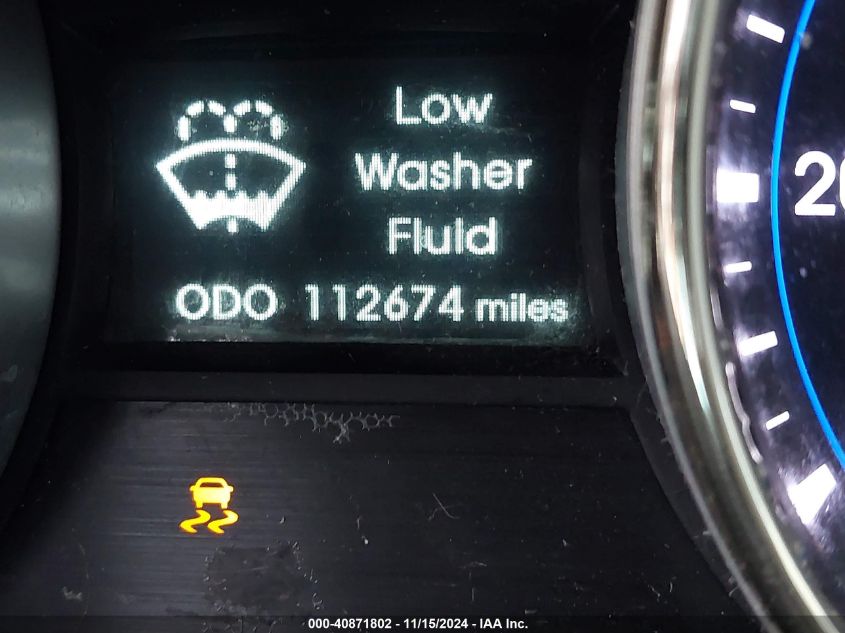 Low
Washer
Fluid
ODO 112674 miles
000-40871802 - 11/15/2024 - IAA Inc.